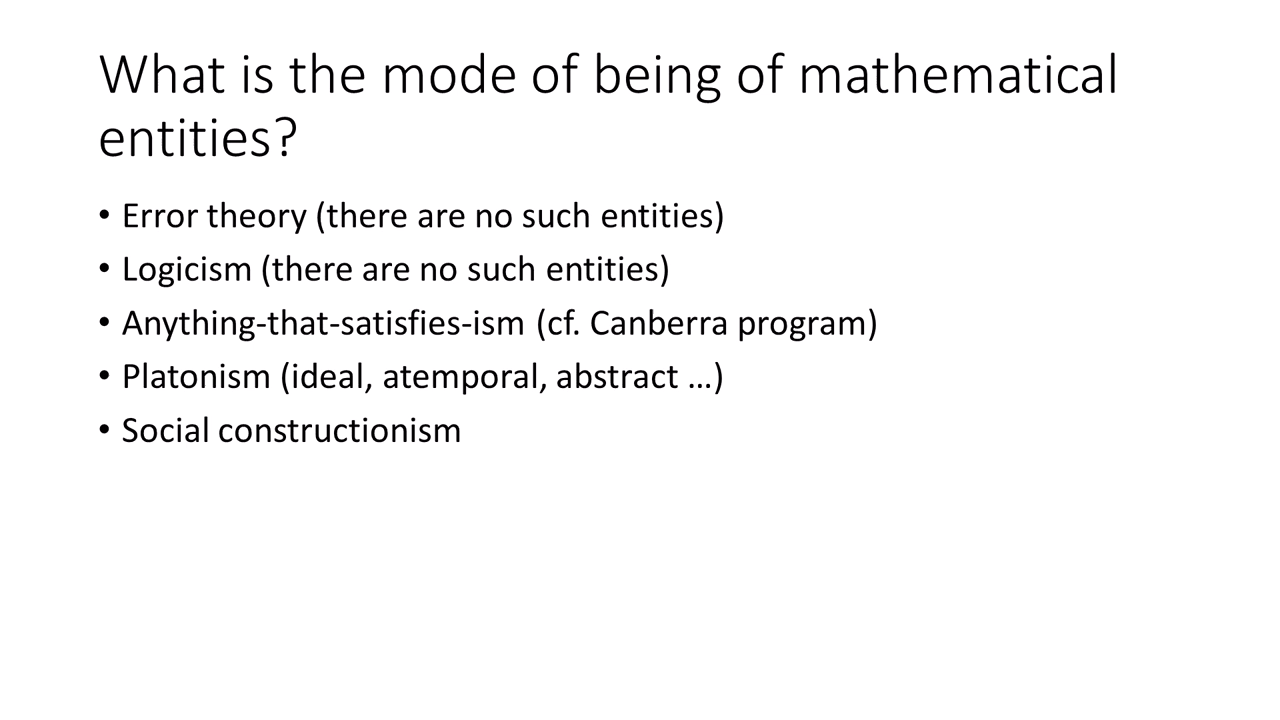 What is the mode of being of mathematical
entities?
• Error theory (there are no such entities)
• Logicism (there are no such entities)
• Anything-that-satisfies-ism (cf. Canberra program)
• Platonism (ideal, atemporal, abstract …)
• Social constructionism